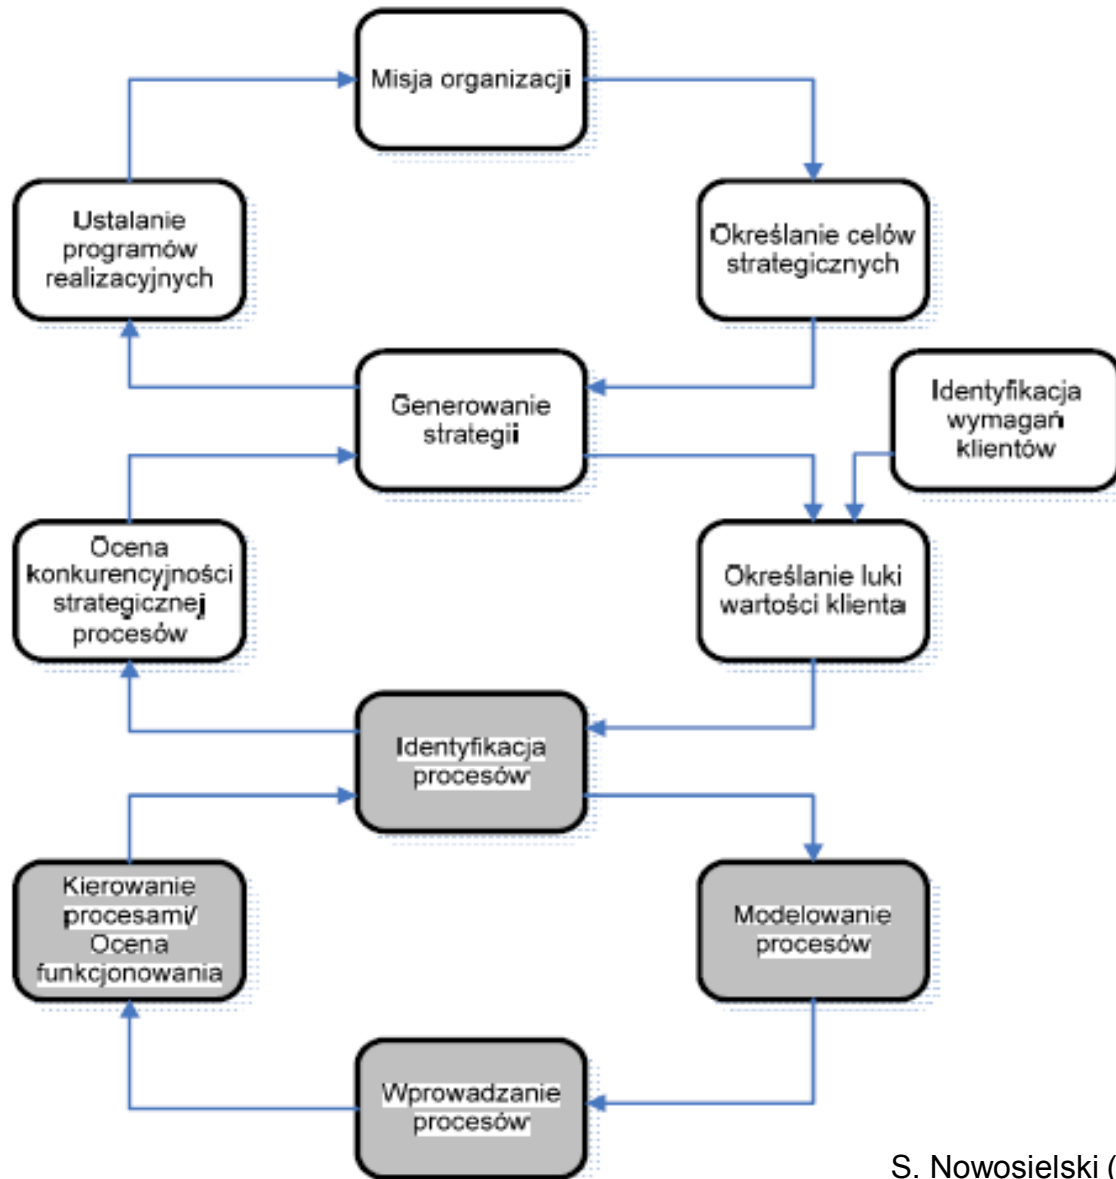 Misja organizacji
Ustalanie
programów
realizacyjnych
Określanie celów
strategicznych
Generowanie
strategii
Identyfikacja
wymagań
klientów
Ocena
konkurencyjności
strategicznej
procesów
Określanie luki
wartości klienta
Identyfikacja
procesów
Kierowanie
procesami/
Ocena
funkcjonowania
Modelowanie
procesów
Wprowadzanie
procesów
S. Nowosielski (